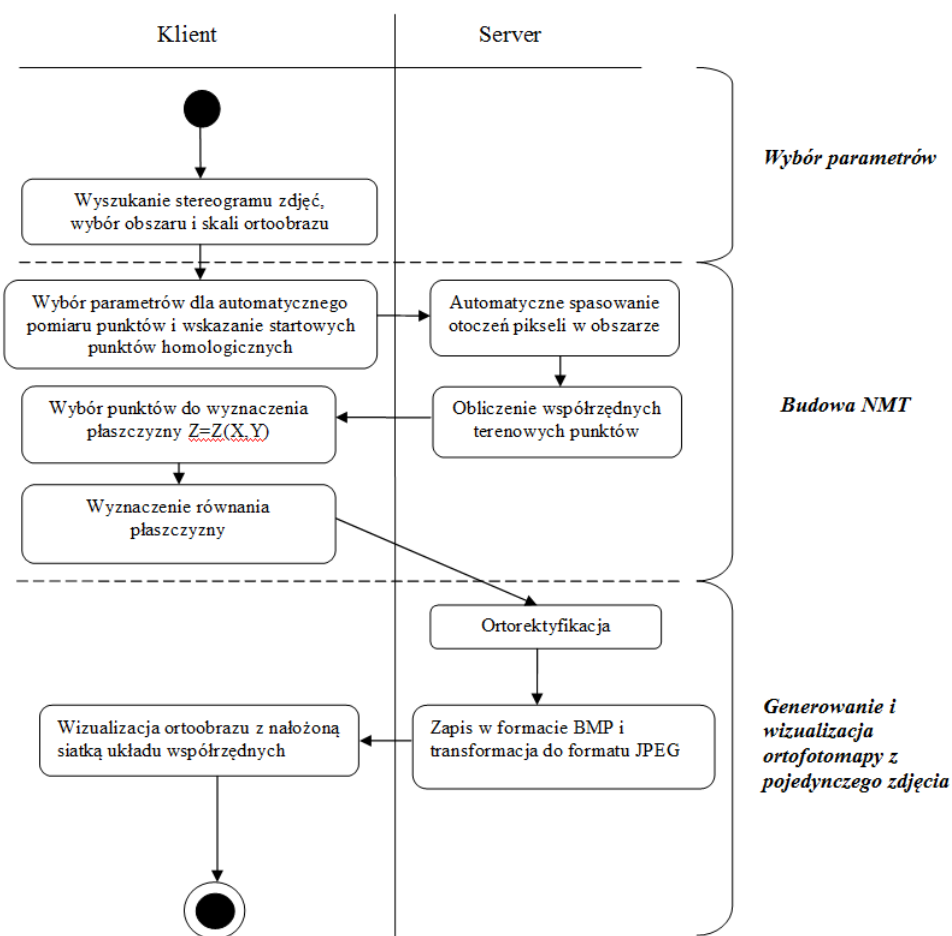 Klient
Server
Wybór parametrów
Wyszukanie stereogramu zdjęć,
wybór obszaru i skali ortoobrazu
Wybór parametrów dla automatycznego
pomiaru punktów i wskazanie startowych
punktów homologicznych
Automatyczne spasowanie
otoczeń pikseli w obszarze
Wybór punktów do wyznaczenia
płaszczyzny Z=Z(X,Y)
Obliczenie współrzędnych
terenowych punktów
Budowa NMT
Wyznaczenie równania
płaszczyzny
Ortorektyfikacja
Wizualizacja ortoobrazu z nałożoną
siatką układu współrzędnych
Zapis w formacie BMP i
transformacja do formatu JPEG
Generowanie i
wizualizacja
ortofotomapy z
pojedynczego zdjęcia